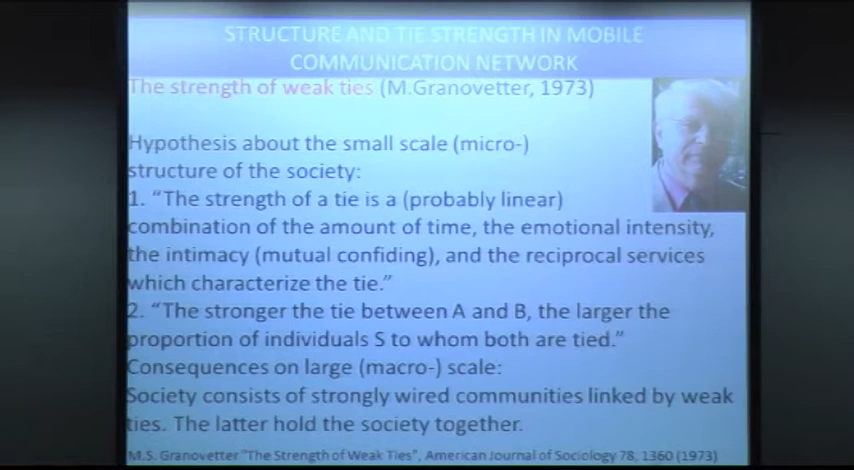 STRUCTURE AND TIE STRENGTH IN MOBILE
COMMUNICATION NETWORK
The strength of weak ties (M.Granovetter, 1973)
Hypothesis about the small scale (micro-)
structure of the society:
1. “The strength of a tie is a (probably linear)
combination of the amount of time, the emotional intensity,
the intimacy (mutual confiding), and the reciprocal services
which characterize the tie.”
2. “The stronger the tie between A and B, the larger the
proportion of individuals S to whom both are tied.”
Consequences on large (macro-) scale:
Society consists of strongly wired communities linked by weak
ties. The latter hold the society together.
M.S. Granovetter "The Strength of Weak Ties", American Journal of Sociology 78, 1360 (1973)